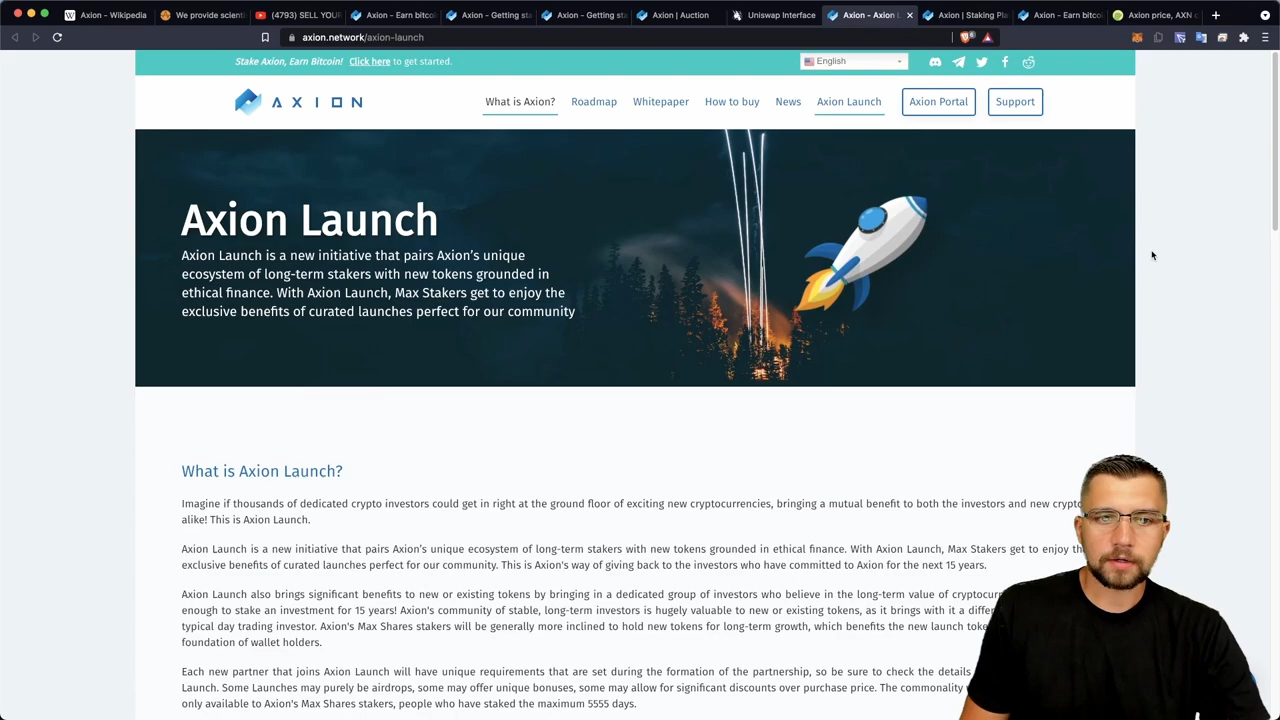 Axion - Wikipedia
We provide scienti
(4793) SELL YOUR
Axion - Earn bitco
Axion - Getting sta
Axion - Getting sta
Axion | Auction
Uniswap Interface
Axion - Axion L
Axion | Staking Pla
Axion - Earn bitco
Axion price, AXN c
axion.network/axion-launch
Stake Axion, Earn Bitcoin! Click here to get started.
English
AXION
What is Axion?
Roadmap
Whitepaper
How to buy
News
Axion Launch
Axion Portal
Support
Axion Launch
Axion Launch is a new initiative that pairs Axion's unique
ecosystem of long-term stakers with new tokens grounded in
ethical finance. With Axion Launch, Max Stakers get to enjoy the
exclusive benefits of curated launches perfect for our community
What is Axion Launch?
Imagine if thousands of dedicated crypto investors could get in right at the ground floor of exciting new cryptocurrencies, bringing a mutual benefit to both the investors and new crypto
alike! This is Axion Launch.
Axion Launch is a new initiative that pairs Axion's unique ecosystem of long-term stakers with new tokens grounded in ethical finance. With Axion Launch, Max Stakers get to enjoy th
exclusive benefits of curated launches perfect for our community. This is Axion's way of giving back to the investors who have committed to Axion for the next 15 years.
Axion Launch also brings significant benefits to new or existing tokens by bringing in a dedicated group of investors who believe in the long-term value of cryptocur
enough to stake an investment for 15 years! Axion's community of stable, long-term investors is hugely valuable to new or existing tokens, as it brings with it a differ
typical day trading investor. Axion's Max Shares stakers will be generally more inclined to hold new tokens for long-term growth, which benefits the new launch toke
foundation of wallet holders.
Each new partner that joins Axion Launch will have unique requirements that are set during the formation of the partnership, so be sure to check the details
Launch. Some Launches may purely be airdrops, some may offer unique bonuses, some may allow for significant discounts over purchase price. The commonality
only available to Axion's Max Shares stakers, people who have staked the maximum 5555 days.